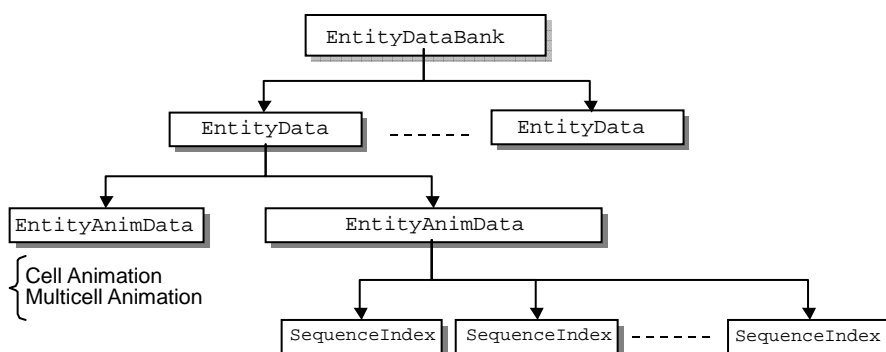 EntityDataBank
EntityData
EntityData
EntityAnimData
EntityAnimData
Cell Animation
Multicell Animation
SequenceIndex
SequenceIndex
SequenceIndex